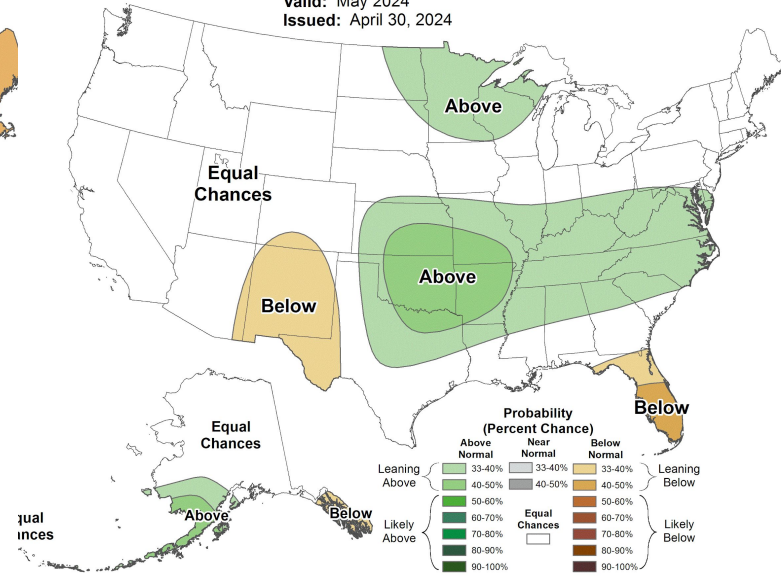 Valid: May 2024
Issued: April 30, 2024
Above
Equal
Chances
Above
Below
Below
Equal
Chances
Above
Below
Probability
(Percent Chance)
Above
Normal
Near
Normal
Below
Normal
Leaning
Above
33-40%
33-40%
33-40%
Leaning
Below
40-50%
40-50%
40-50%
Likely
Above
50-60%
60-70%
70-80%
80-90%
90-100%
Equal
Chances
50-60%
60-70%
70-80%
80-90%
90-100%
Likely
Below
qual
nces